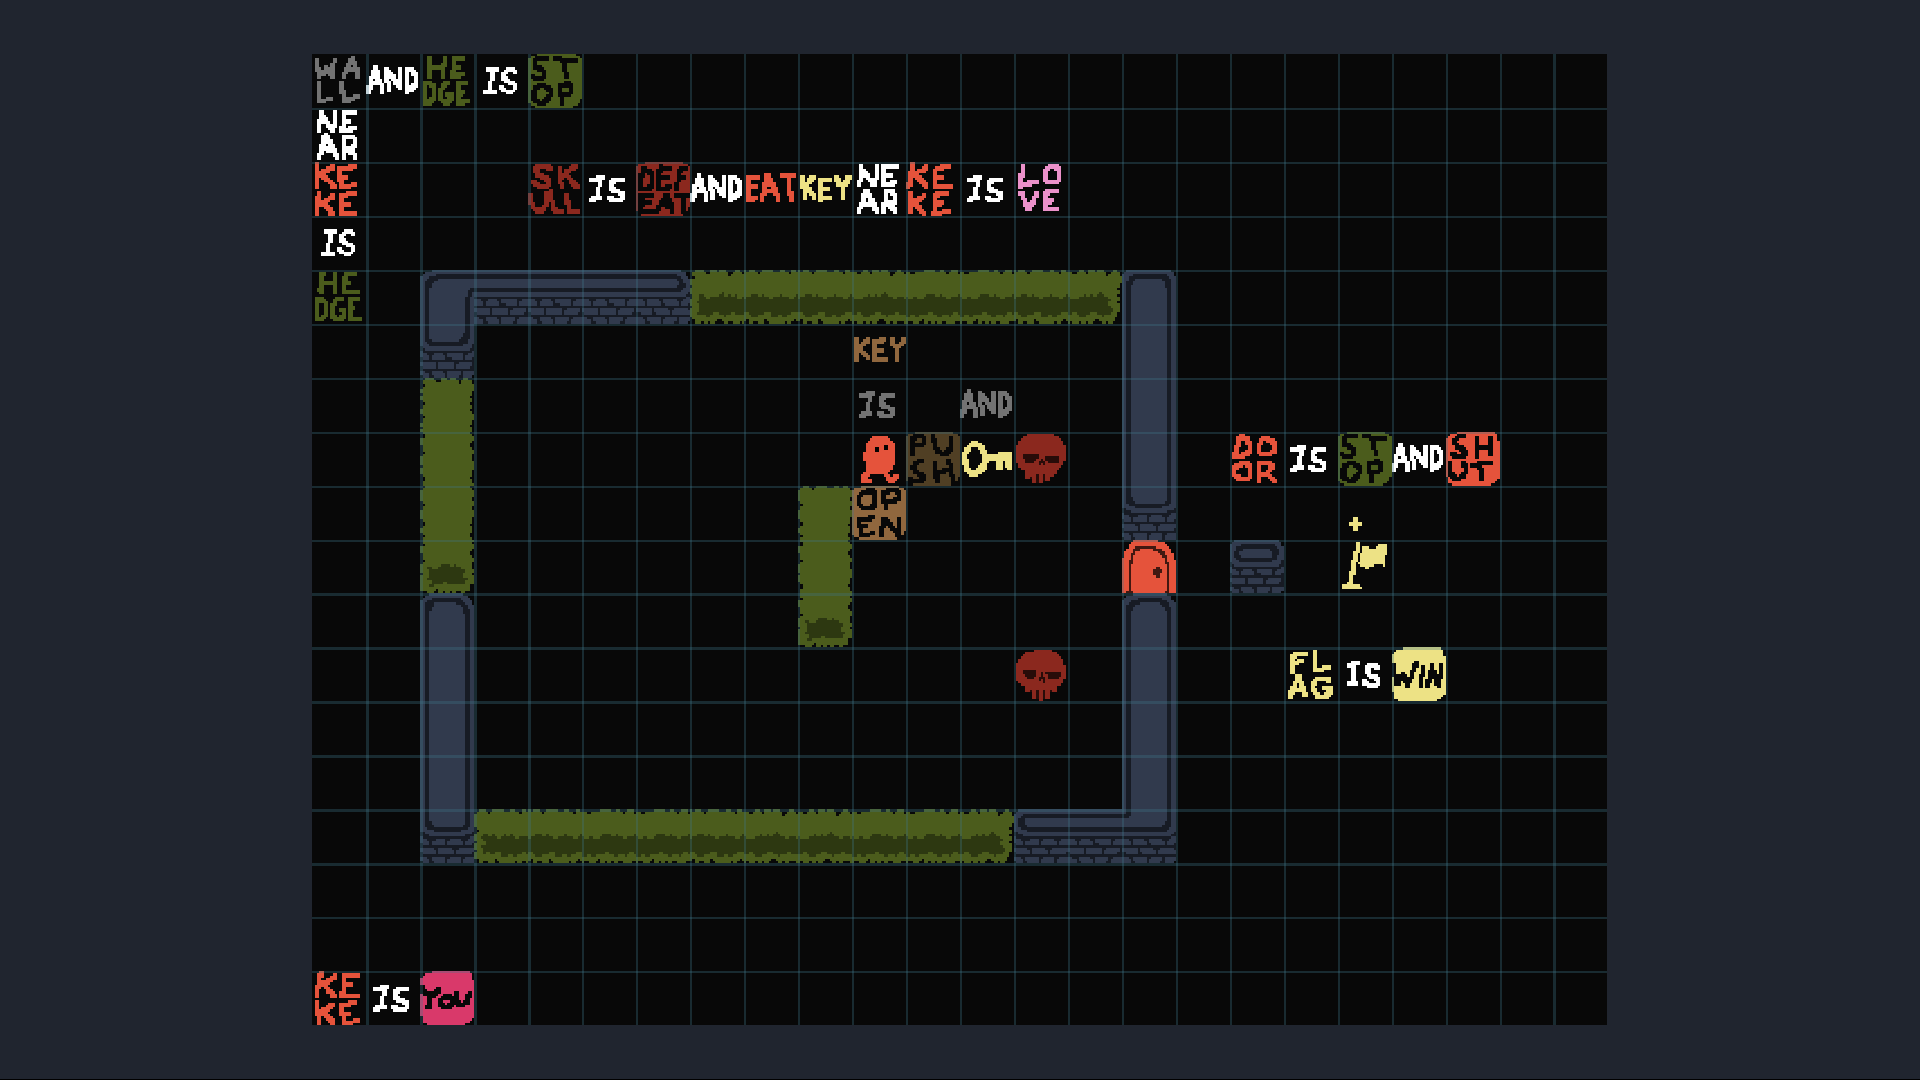 WALL AND HEDGE IS STOP
NEAR
KEKE SKULL IS DEFEAT AND EAT KEY NEAR KEKE IS LOVE
IS
HEDGE
KEY
IS AND
PUSH DOOR IS STOP AND SHUT
OPEN
FLAG IS WIN
KEKE IS YOU